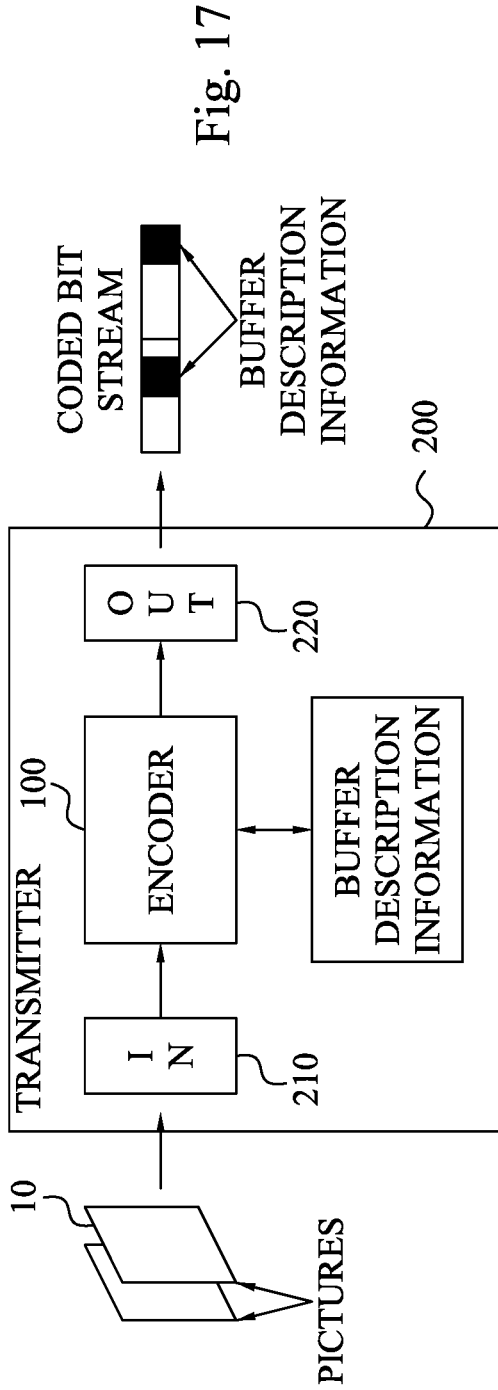 TRANSMITTER
10
PICTURES
I
N
210
100
ENCODER
BUFFER
DESCRIPTION
INFORMATION
O
U
T
220
200
CODED BIT
STREAM
BUFFER
DESCRIPTION
INFORMATION
Fig. 17